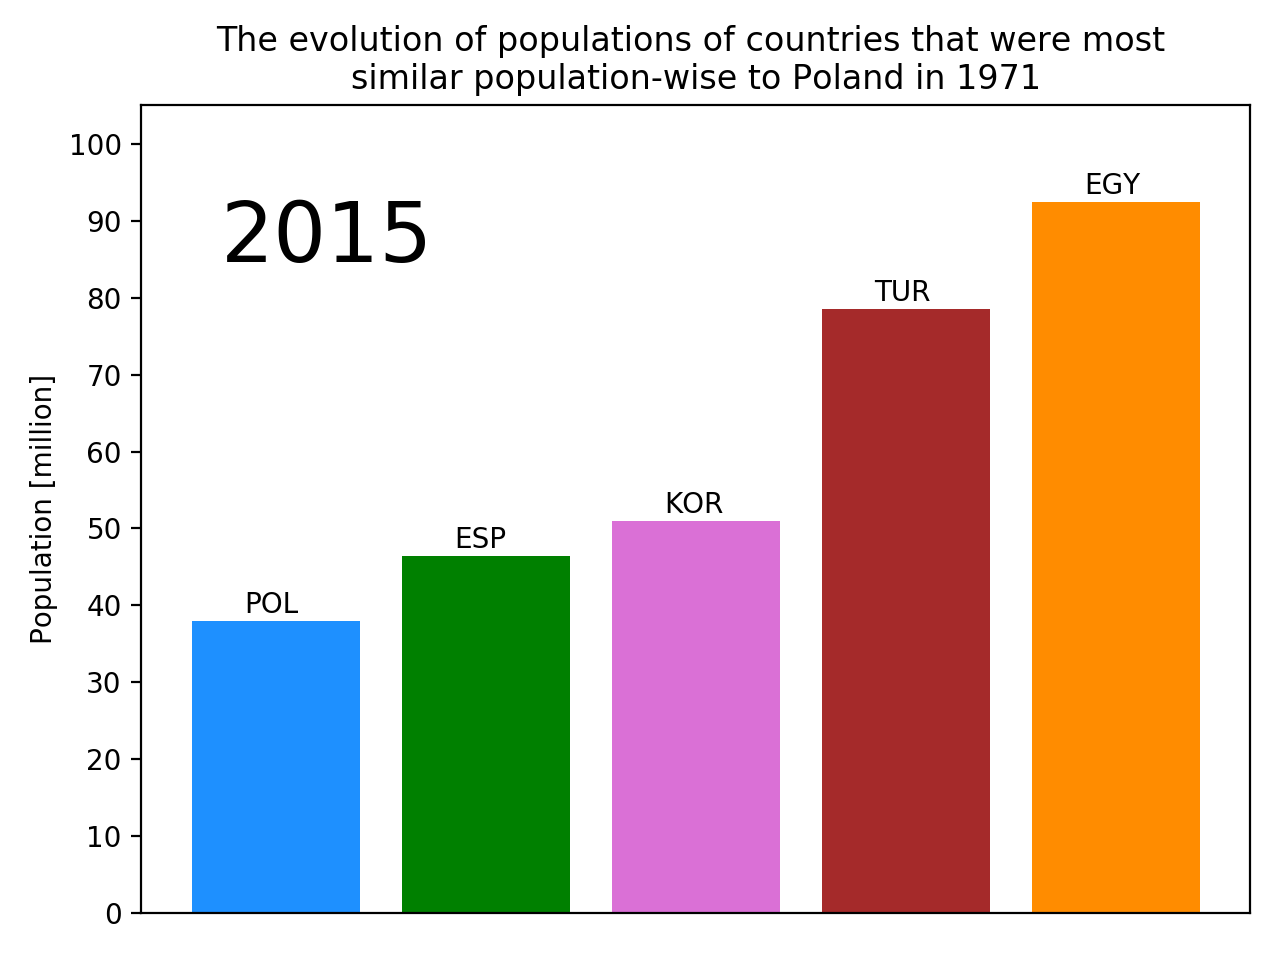 The evolution of populations of countries that were most
similar population-wise to Poland in 1971
2015
Population [million]
100
90
80
70
60
50
40
30
20
10
0
POL
ESP
KOR
TUR
EGY